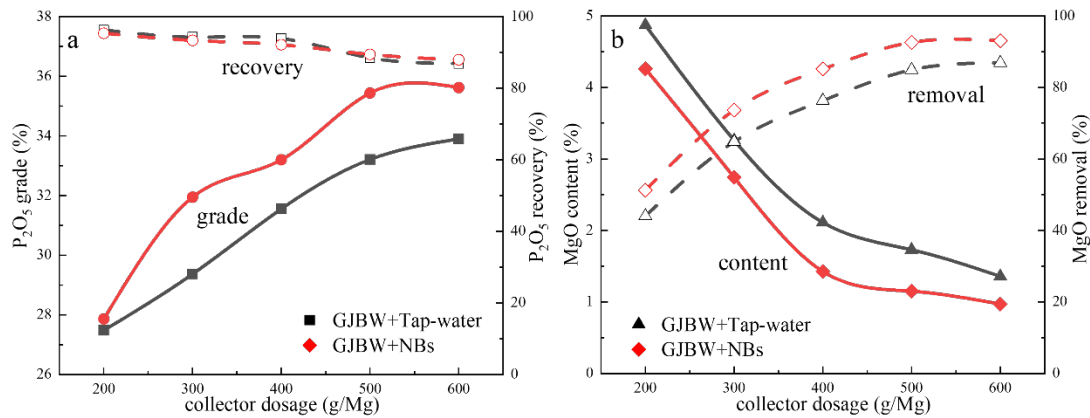 a
P₂O₅ grade (%)
38
36
34
32
30
28
26
100
80
60
40
20
0
P₂O₅ recovery (%)
recovery
grade
GJBW+Tap-water
GJBW+NBs
200 300 400 500 600
collector dosage (g/Mg)
b
MgO content (%)
5
4
3
2
1
0
100
80
60
40
20
0
MgO removal (%)
removal
content
GJBW+Tap-water
GJBW+NBs
200 300 400 500 600
collector dosage (g/Mg)